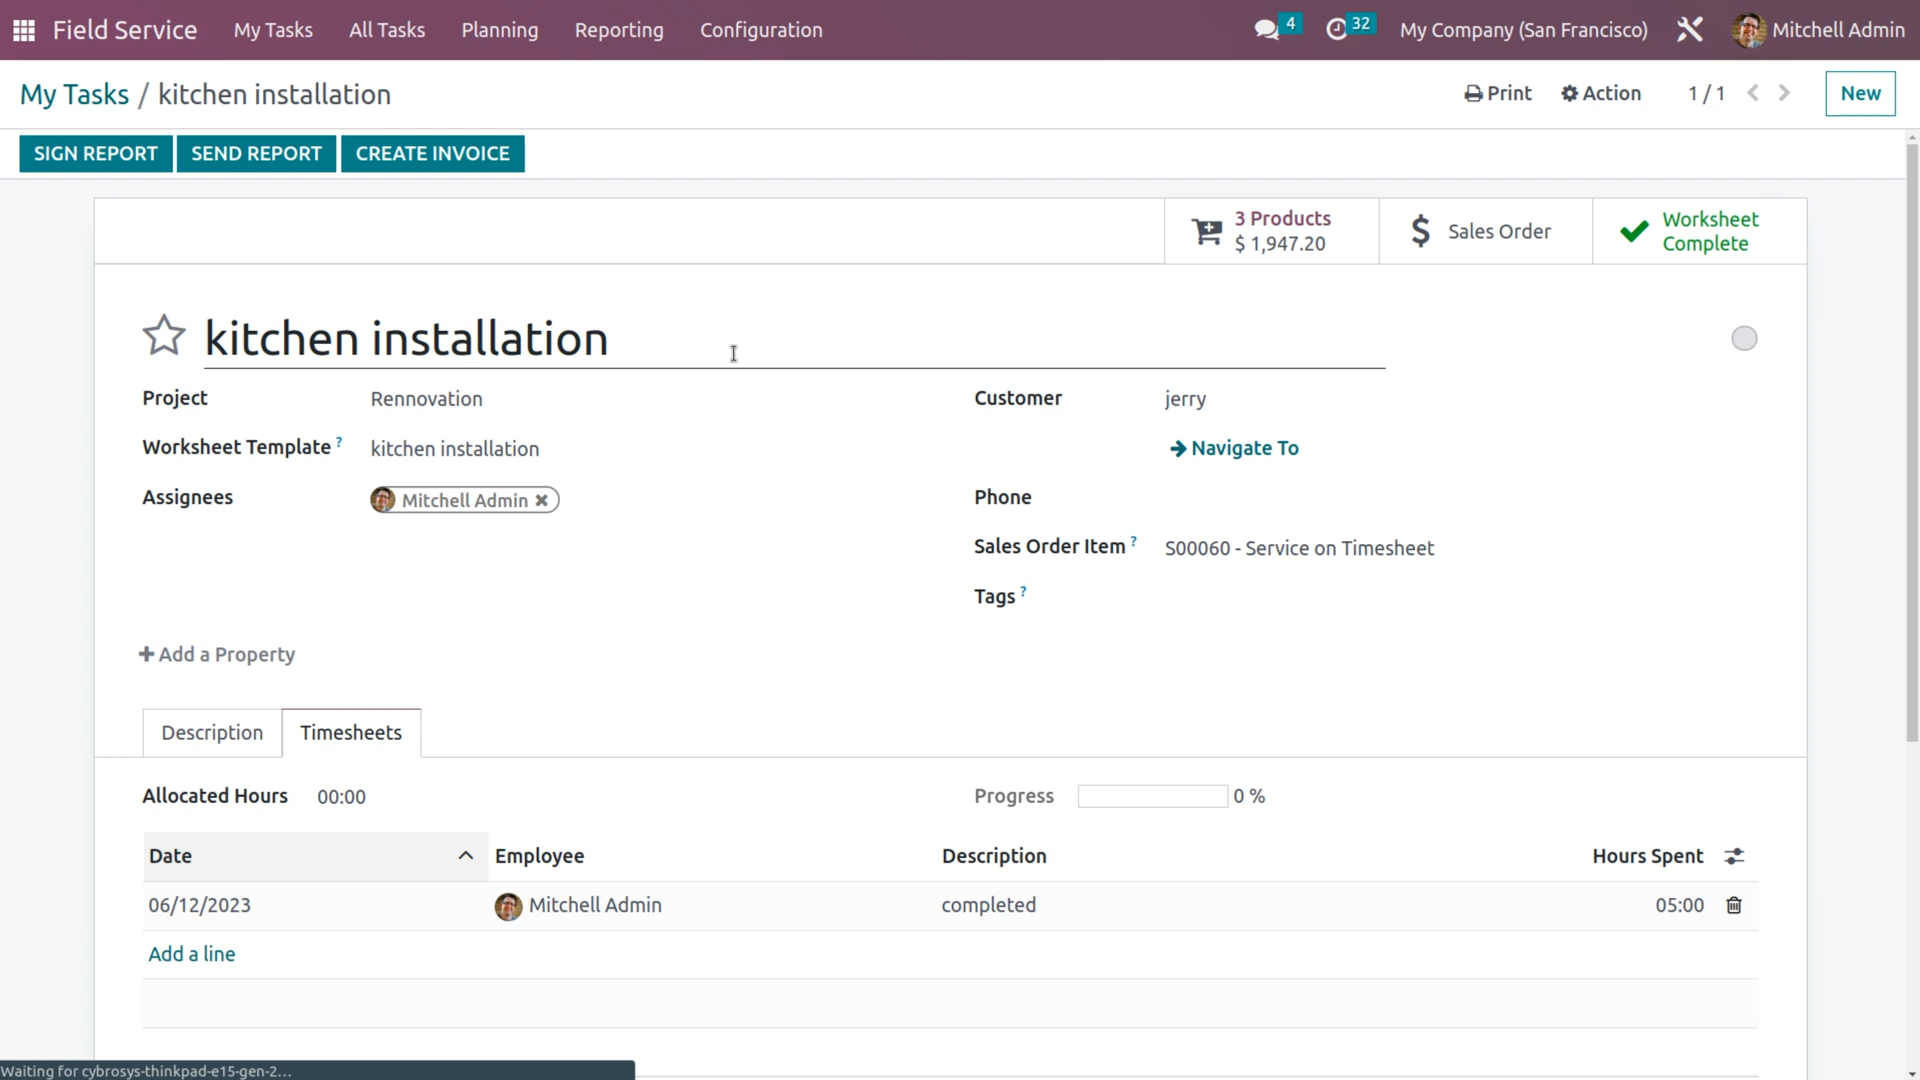 Field Service My Tasks All Tasks Planning Reporting Configuration 4 32 My Company (San Francisco) Mitchell Admin
My Tasks / kitchen installation Print Action 1 / 1 New
SIGN REPORT SEND REPORT CREATE INVOICE
3 Products
$ 1,947.20
Sales Order
Worksheet
Complete
kitchen installation
Project Rennovation Customer jerry
Worksheet Template ? kitchen installation Navigate To
Assignees Mitchell Admin Phone
Sales Order Item ? S00060 - Service on Timesheet
Tags ?
Add a Property
Description Timesheets
Allocated Hours 00:00 Progress 0 %
Date Employee Description Hours Spent
06/12/2023 Mitchell Admin completed 05:00
Add a line
Waiting for cybrosys-thinkpad-e15-gen-2...